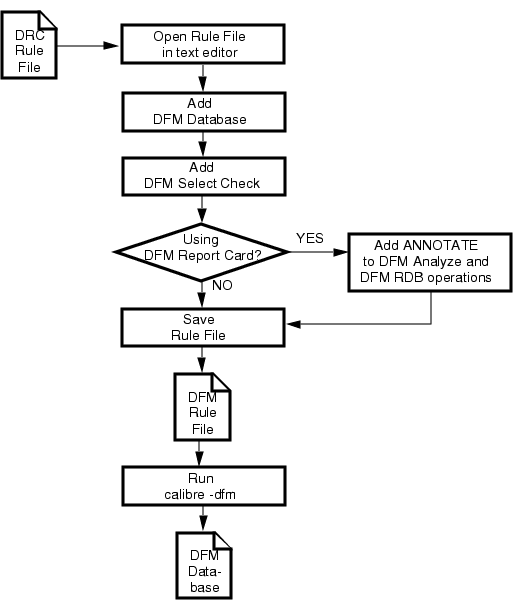 DRC
Rule
File
Open Rule File
in text editor
Add
DFM Database
Add
DFM Select Check
Using
DFM Report Card?
YES
Add ANNOTATE
to DFM Analyze and
DFM RDB operations
NO
Save
Rule File
DFM
Rule
File
Run
calibre -dfm
DFM
Data-
base